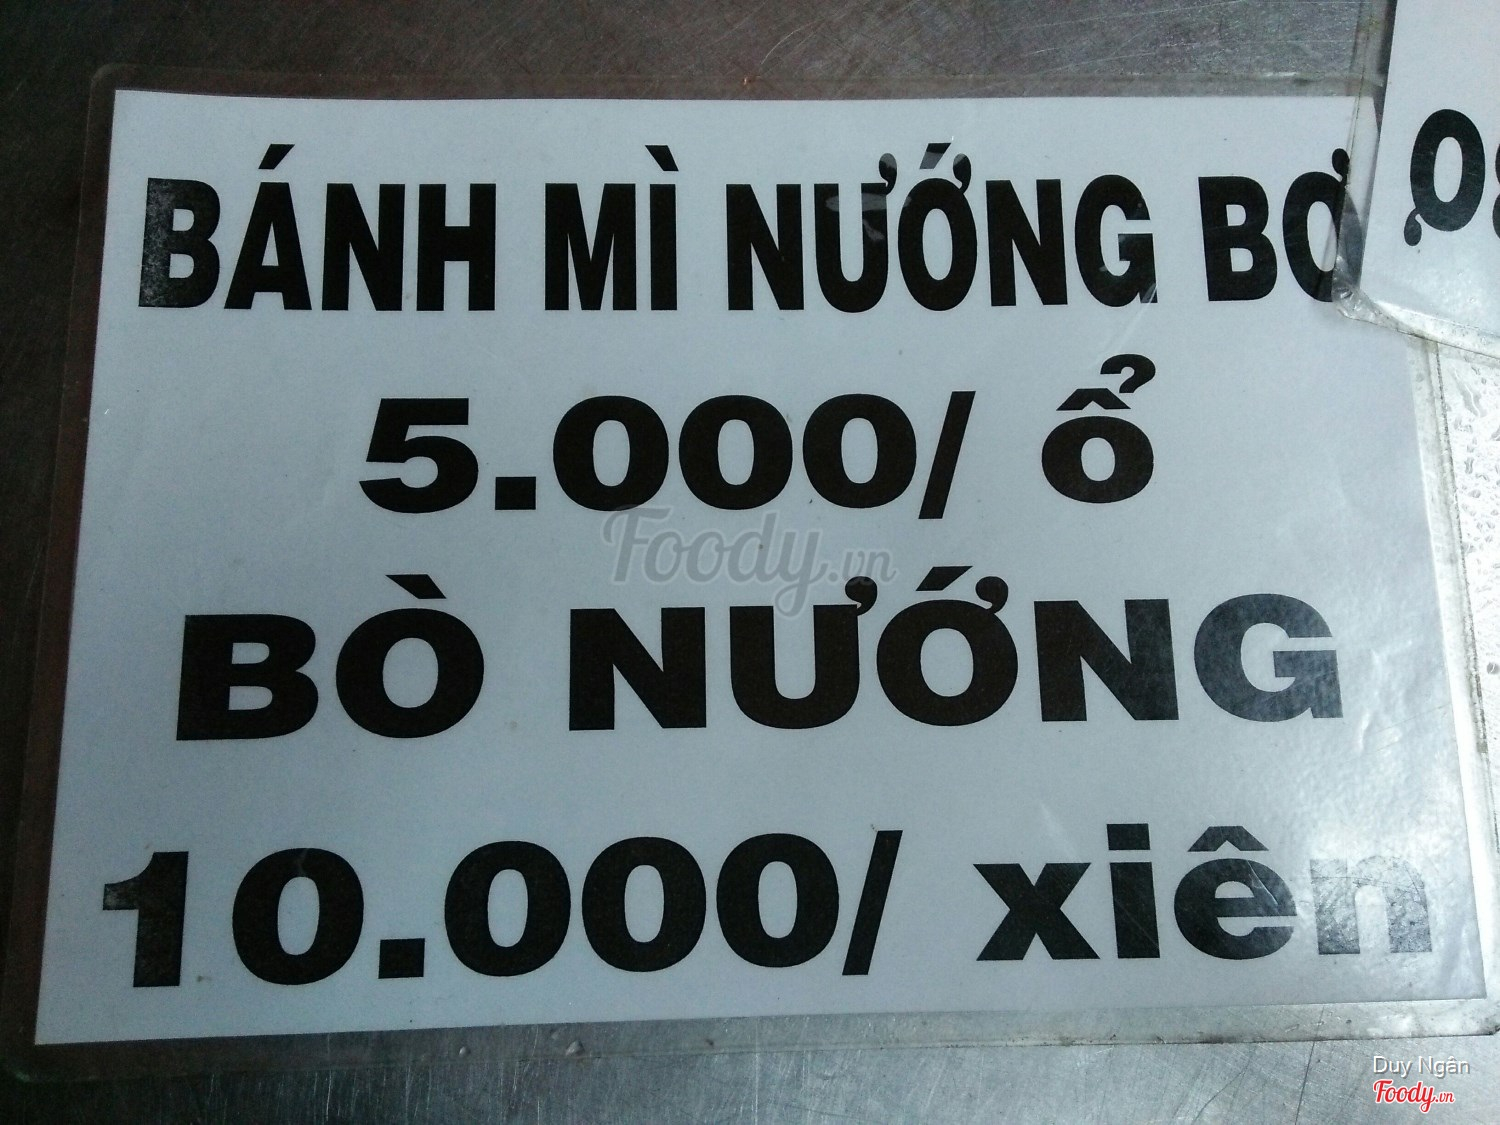 BÁNH MÌ NƯỚNG BƠ
5.000/ ổ
Foody.vn
BÒ NƯỚNG
10.000/ xiên
Duy Ngân
Foody.vn